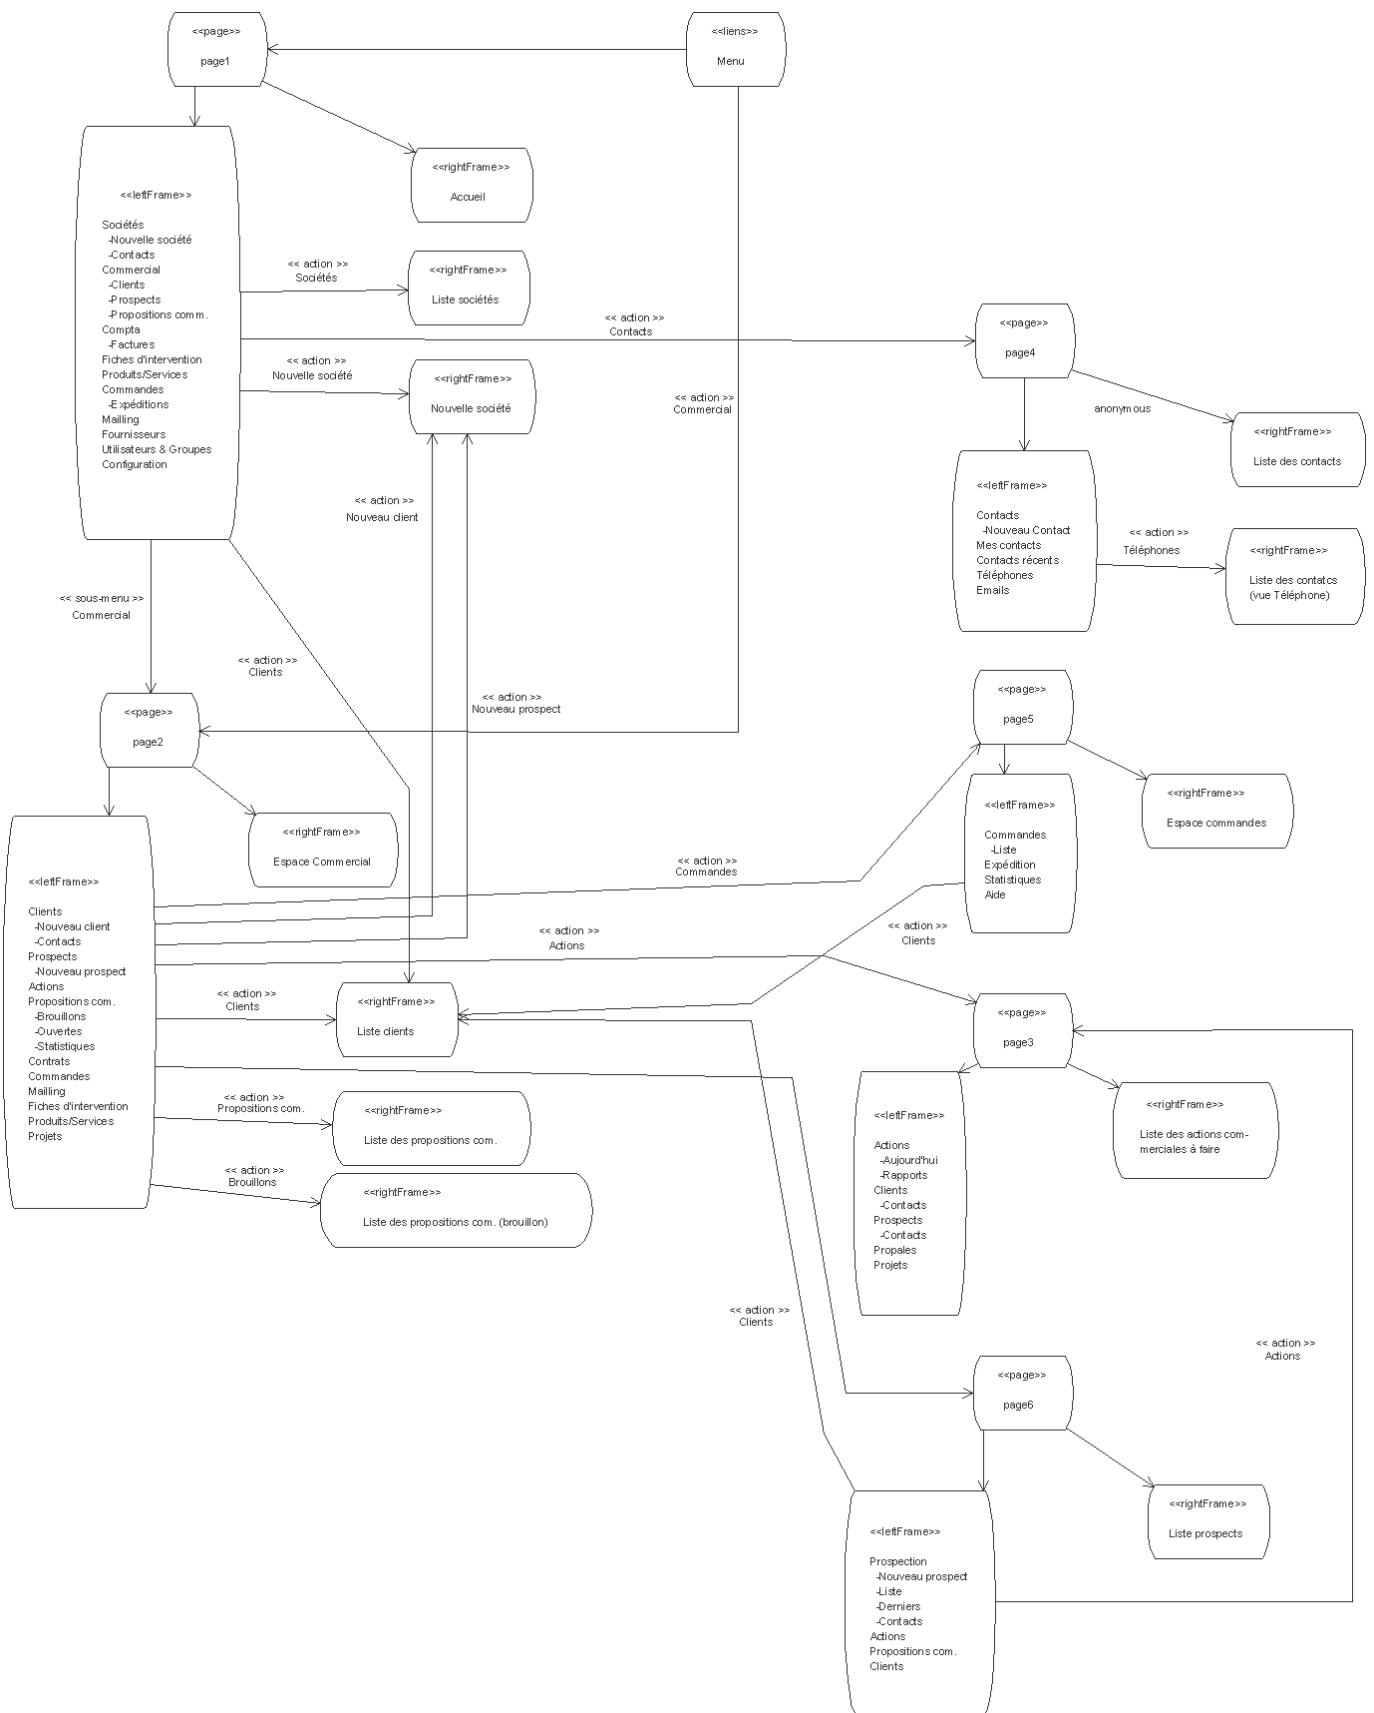 <<page>>
page1
<<liens>>
Menu
<<rightFrame>>
Accueil
<<leftFrame>>
Sociétés
-Nouvelle société
-Contacts
Commercial
-Clients
-Prospects
-Propositions comm.
Compta
-Factures
Fiches d'intervention
Produits/Services
Commandes
-Expéditions
Mailling
Fournisseurs
Utilisateurs & Groupes
Configuration
<< action >>
Sociétés
<<rightFrame>>
Liste sociétés
<< action >>
Contacts
<< action >>
Nouvelle société
<<rightFrame>>
Nouvelle société
<< action >>
Commercial
<<page>>
page4
anonymous
<<rightFrame>>
Liste des contacts
<<leftFrame>>
Contacts
-Nouveau Contact
Mes contacts
Contacts récents
Téléphones
Emails
<< action >>
Téléphones
<<rightFrame>>
Liste des contatcs
(vue Téléphone)
<< action >>
Nouveau client
<< sous-menu >>
Commercial
<< action >>
Clients
<< action >>
Nouveau prospect
<<page>>
page2
<<rightFrame>>
Espace Commercial
<<page>>
page5
<<rightFrame>>
Espace commandes
<<leftFrame>>
Commandes
-Liste
Expédition
Statistiques
Aide
<< action >>
Commandes
<< action >>
Clients
<< action >>
Actions
<<leftFrame>>
Clients
-Nouveau client
-Contacts
Prospects
-Nouveau prospect
Actions
Propositions com.
-Brouillons
-Ouvertes
-Statistiques
Contrats
Commandes
Mailling
Fiches d'intervention
Produits/Services
Projets
<< action >>
Clients
<<rightFrame>>
Liste clients
<< action >>
Propositions com.
<<rightFrame>>
Liste des propositions com.
<< action >>
Brouillons
<<rightFrame>>
Liste des propositions com. (brouillon)
<<page>>
page3
<<rightFrame>>
Liste des actions com-
merciales à faire
<<leftFrame>>
Actions
-Aujourd'hui
-Rapports
Clients
-Contacts
Prospects
-Contacts
Propales
Projets
<< action >>
Clients
<< action >>
Actions
<<page>>
page6
<<rightFrame>>
Liste prospects
<<leftFrame>>
Prospection
-Nouveau prospect
-Liste
-Derniers
-Contacts
Actions
Propositions com.
Clients